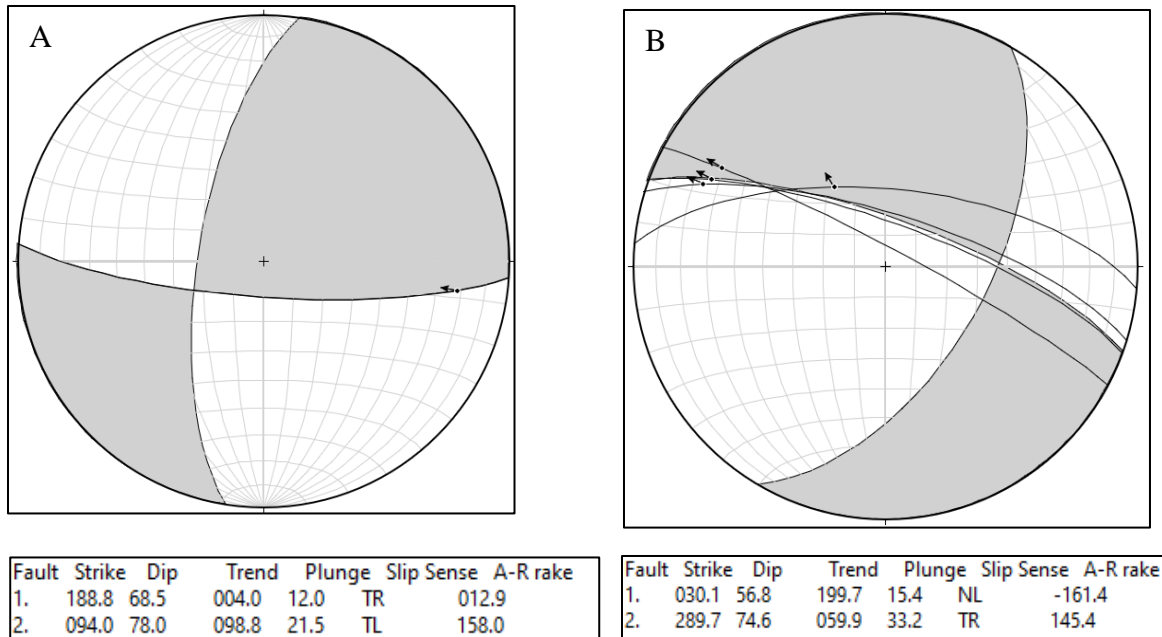 A
B
Fault Strike Dip Trend Plunge Slip Sense A-R rake
1. 188.8 68.5 004.0 12.0 TR 012.9
2. 094.0 78.0 098.8 21.5 TL 158.0
Fault Strike Dip Trend Plunge Slip Sense A-R rake
1. 030.1 56.8 199.7 15.4 NL -161.4
2. 289.7 74.6 059.9 33.2 TR 145.4